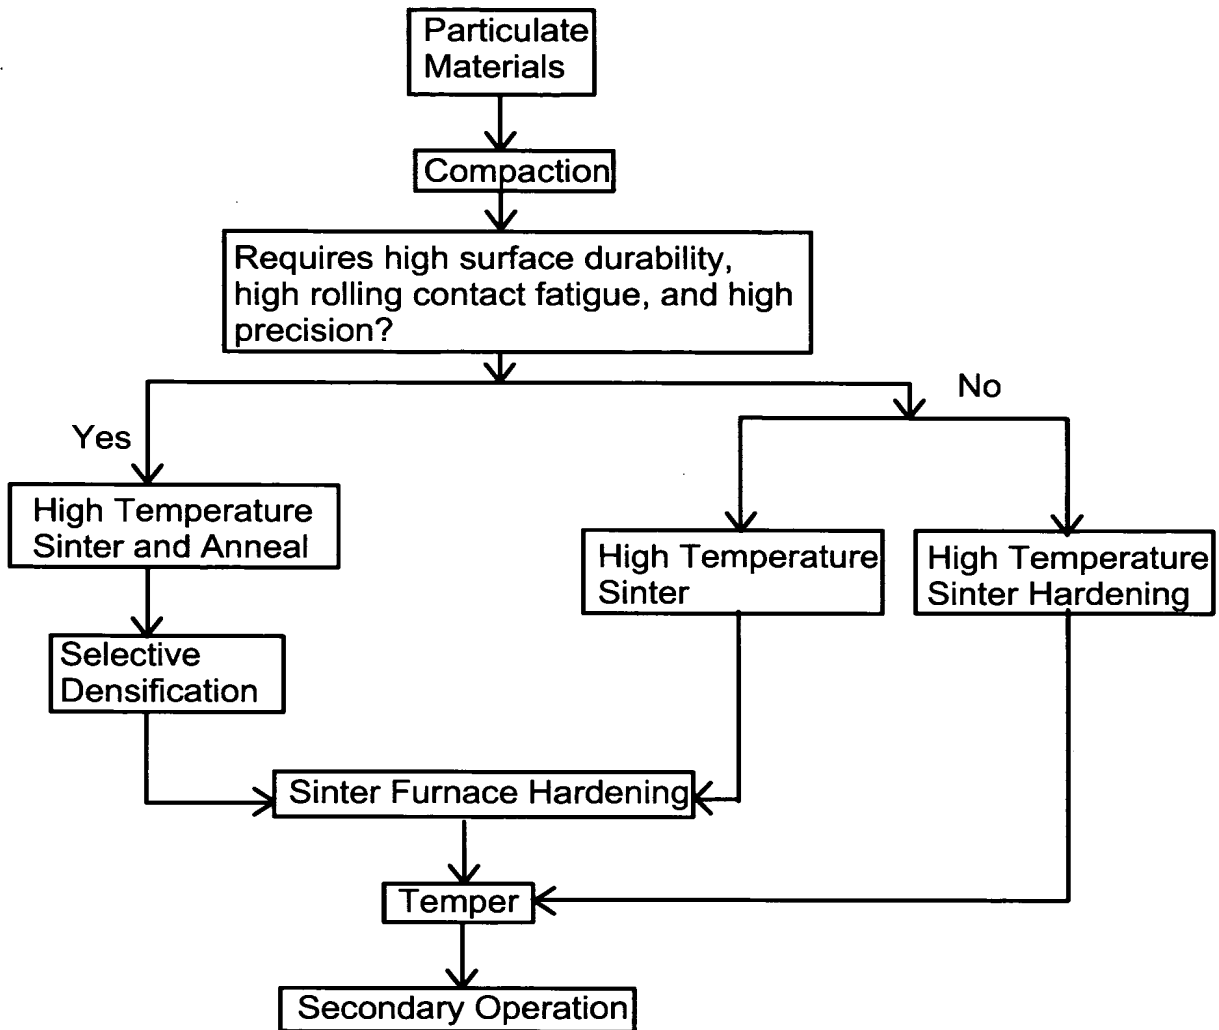 Particulate
Materials
Compaction
Requires high surface durability,
high rolling contact fatigue, and high
precision?
No
Yes
High Temperature
Sinter and Anneal
High Temperature
Sinter
High Temperature
Sinter Hardening
Selective
Densification
Sinter Furnace Hardening
Temper
Secondary Operation